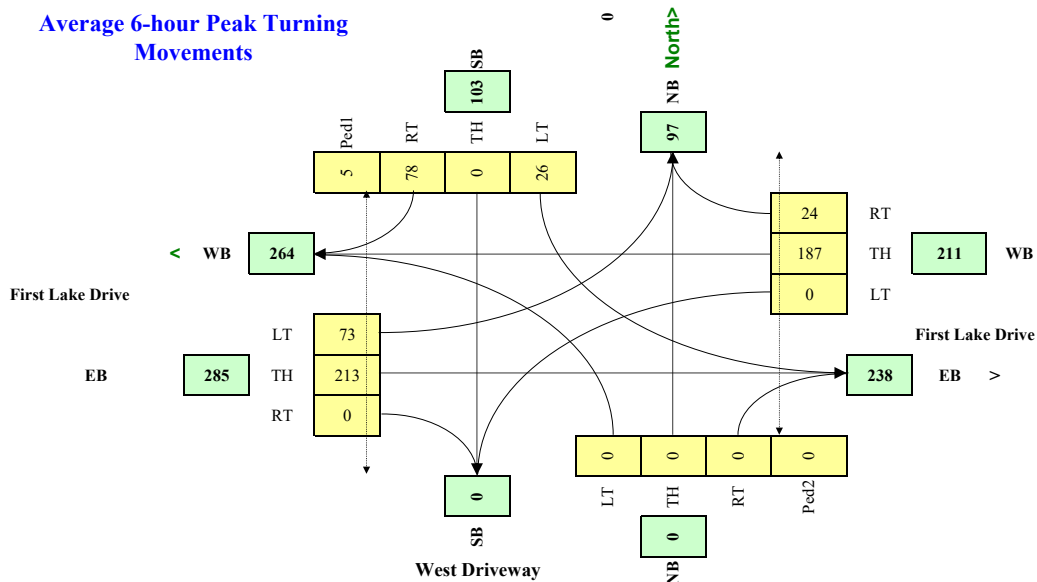 Average 6-hour Peak Turning
Movements
0
SB
103
NB North>
97
Ped1 RT TH LT
5 78 0 26
24 RT
< WB 264
187 TH 211 WB
0 LT
First Lake Drive
First Lake Drive
LT 73
EB 285 TH 213
RT 0
238 EB >
0 0 0 0
LT TH RT Ped2
0
SB
0
NB
West Driveway